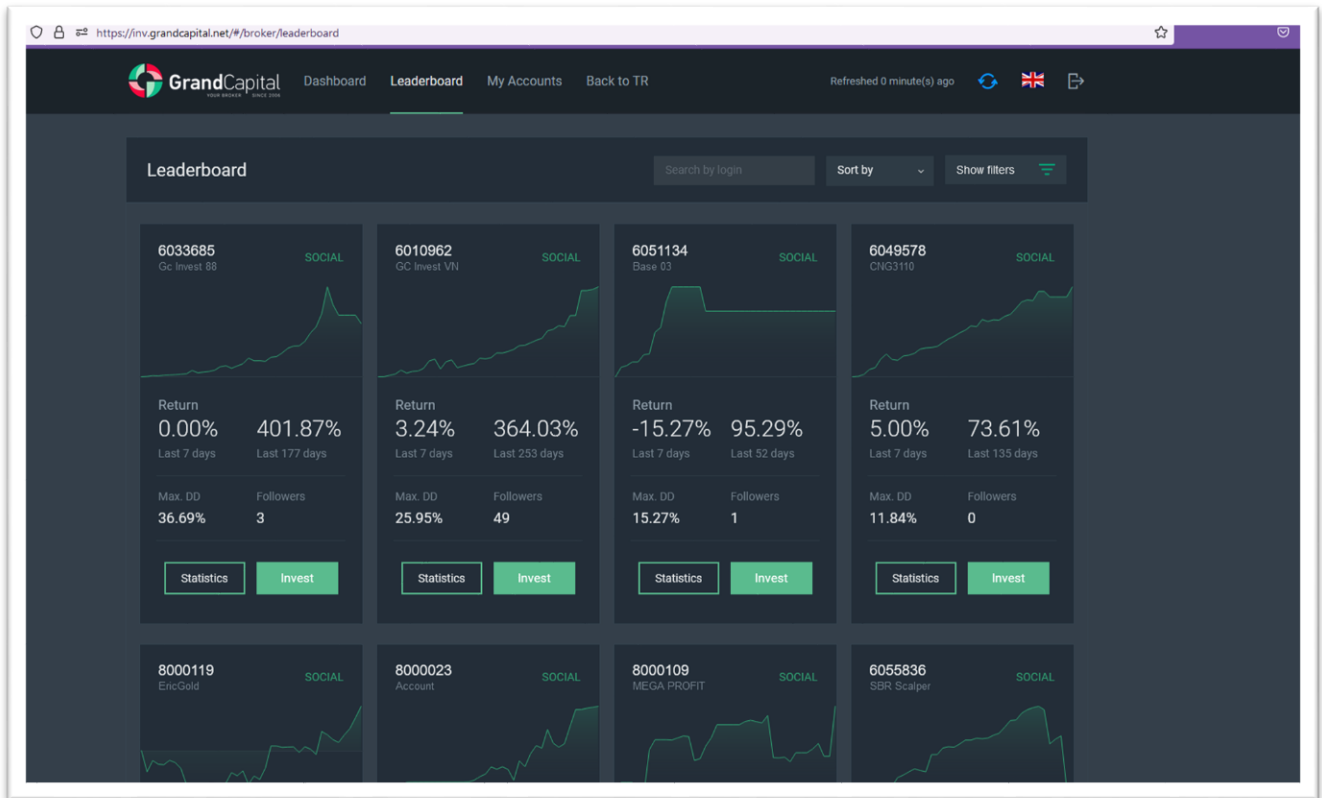 https://inv.grandcapital.net/#/broker/leaderboard
GrandCapital
YOUR BROKER SINCE 2006
Dashboard Leaderboard My Accounts Back to TR
Refreshed 0 minute(s) ago
Leaderboard
Search by login
Sort by
Show filters
6033685 SOCIAL
Gc Invest 88
Return
0.00% 401.87%
Last 7 days Last 177 days
Max. DD Followers
36.69% 3
Statistics Invest
6010962 SOCIAL
GC Invest VN
Return
3.24% 364.03%
Last 7 days Last 253 days
Max. DD Followers
25.95% 49
Statistics Invest
6051134 SOCIAL
Base 03
Return
-15.27% 95.29%
Last 7 days Last 52 days
Max. DD Followers
15.27% 1
Statistics Invest
6049578 SOCIAL
CNG3110
Return
5.00% 73.61%
Last 7 days Last 135 days
Max. DD Followers
11.84% 0
Statistics Invest
8000119 SOCIAL
EricGold
8000023 SOCIAL
Account
8000109 SOCIAL
MEGA PROFIT
6055836 SOCIAL
SBR Scalper